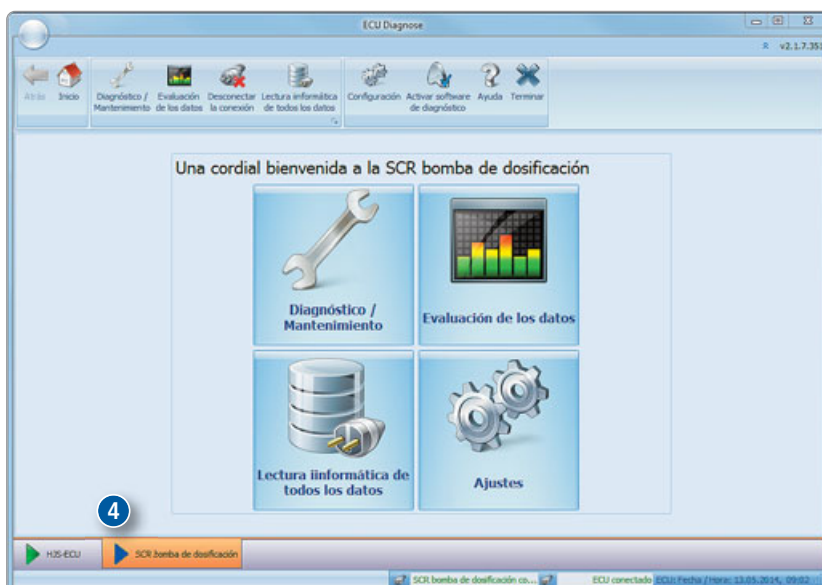 ECU Diagnose
v2.1.7.351
Atrás
Inicio
Diagnóstico /
Mantenimiento
Evaluación
de los datos
Desconectar
la conexión
Lectura informática
de todos los datos
Configuración
Activar software
de diagnóstico
Ayuda
Terminar
Una cordial bienvenida a la SCR bomba de dosificación
Diagnóstico /
Mantenimiento
Evaluación de los datos
Lectura iinformática de
todos los datos
Ajustes
4
HJS-ECU
SCR bomba de dosificación
SCR bomba de dosificación co...
ECU conectado
ECU: Fecha / Hora: 13.05.2014, 09:02